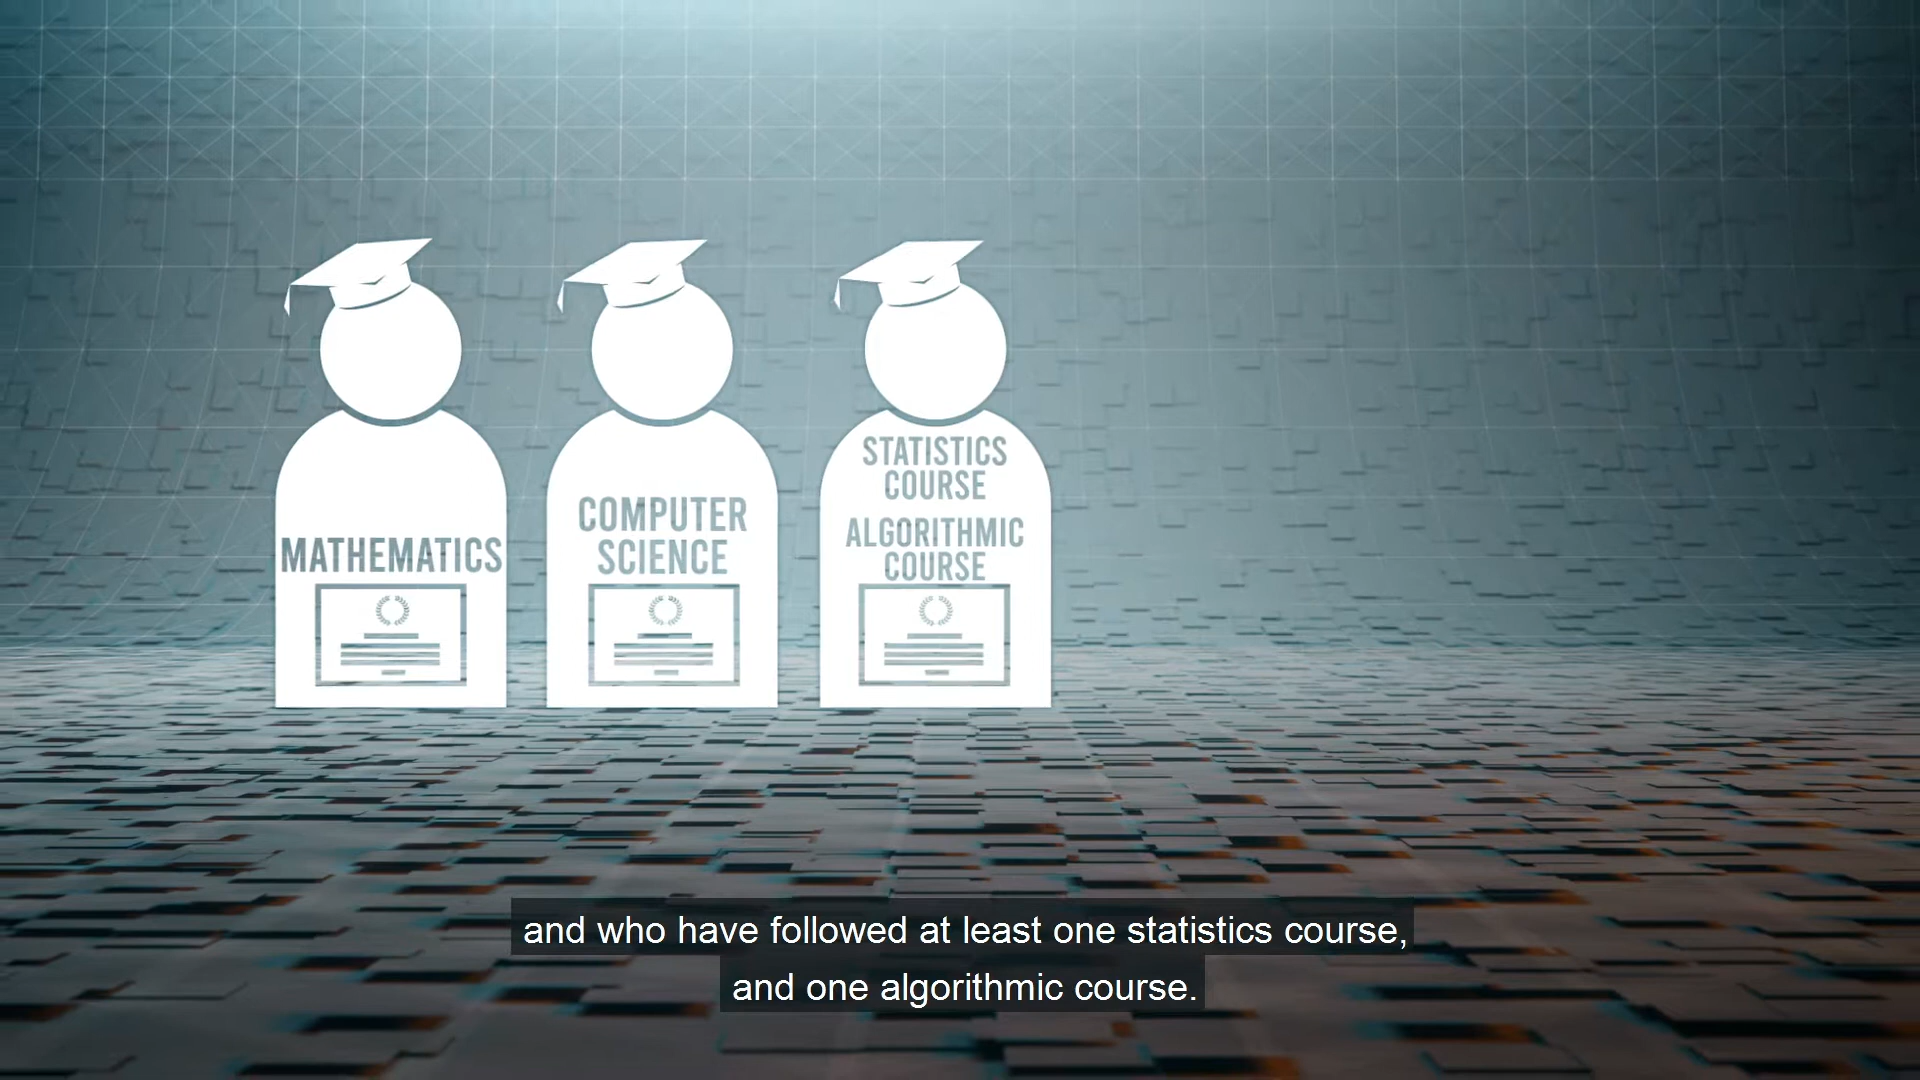 MATHEMATICS
COMPUTER
SCIENCE
STATISTICS
COURSE
ALGORITHMIC
COURSE
and who have followed at least one statistics course,
and one algorithmic course.